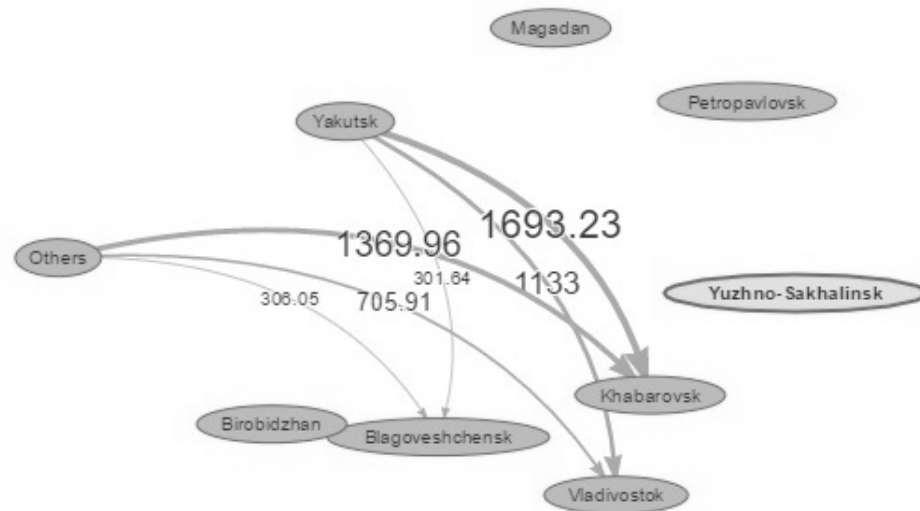 Magadan
Petropavlovsk
Yakutsk
1693.23
1369.96
Others
301.64
1133
306.05
705.91
Yuzhno-Sakhalinsk
Khabarovsk
Birobidzhan
Blagoveshchensk
Vladivostok